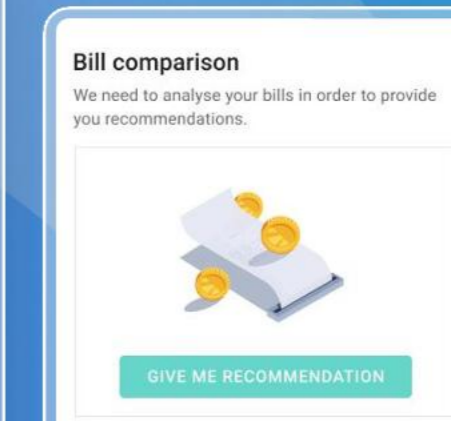 Bill comparison
We need to analyse your bills in order to provide
you recommendations.
GIVE ME RECOMMENDATION